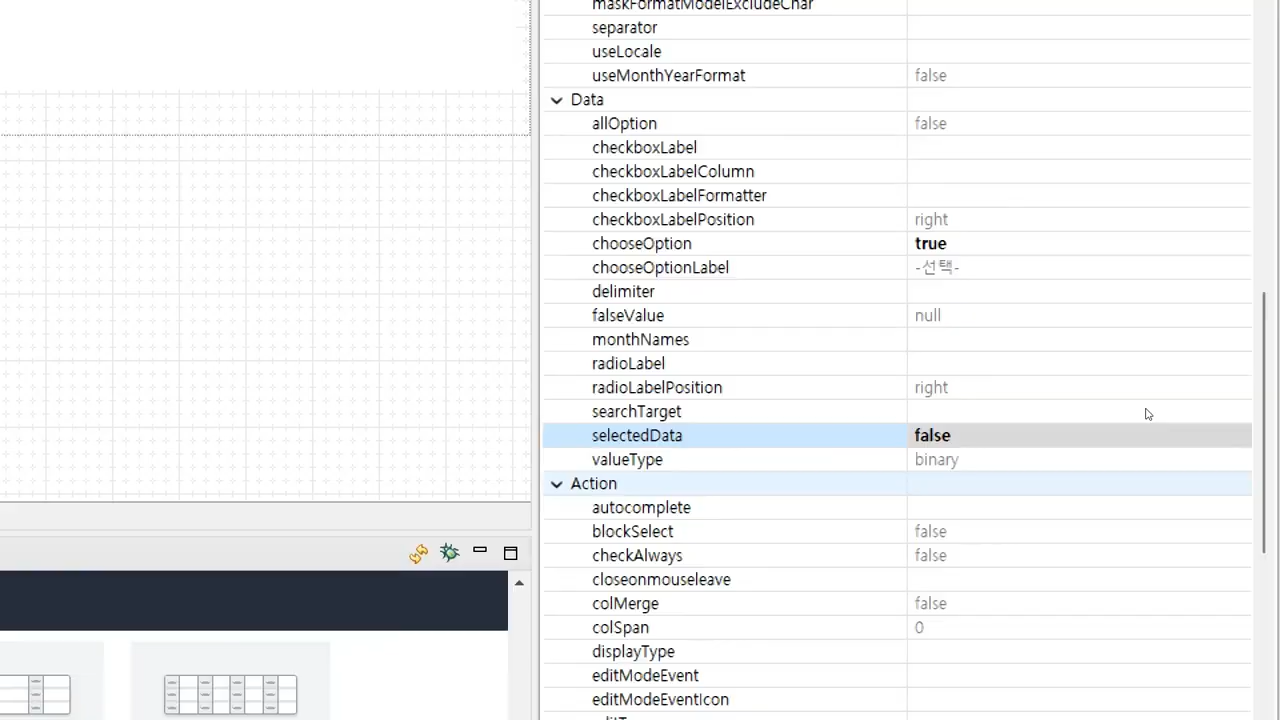 maskFormatModelExcludeChar
separator
useLocale
useMonthYearFormat false
Data
allOption false
checkboxLabel
checkboxLabelColumn
checkboxLabelFormatter
checkboxLabelPosition right
chooseOption true
chooseOptionLabel -선택-
delimiter
falseValue null
monthNames
radioLabel
radioLabelPosition right
searchTarget
selectedData false
valueType binary
Action
autocomplete
blockSelect false
checkAlways false
closeonmouseleave
colMerge false
colSpan 0
displayType
editModeEvent
editModeEventIcon